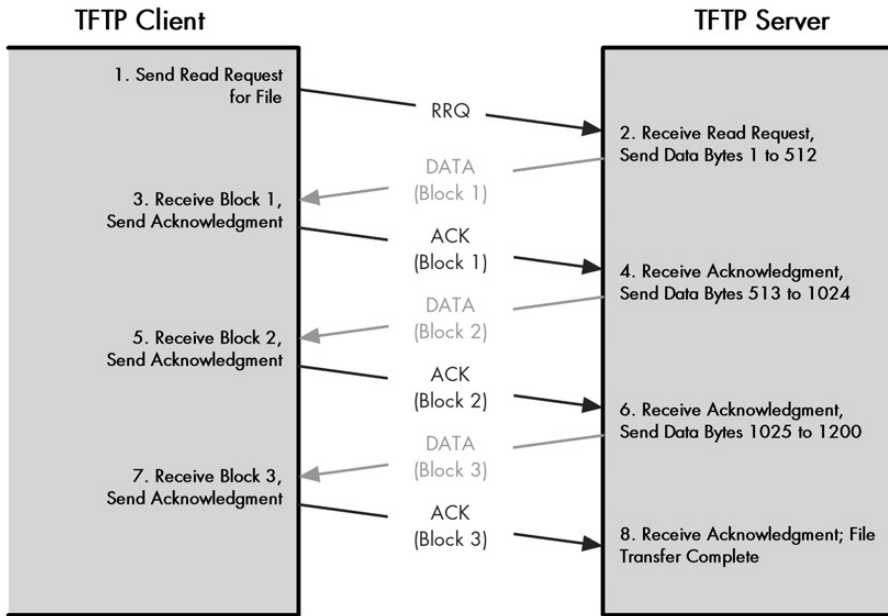 TFTP Client
TFTP Server
1. Send Read Request
for File
RRQ
2. Receive Read Request,
Send Data Bytes 1 to 512
DATA
(Block 1)
3. Receive Block 1,
Send Acknowledgment
ACK
(Block 1)
4. Receive Acknowledgment,
Send Data Bytes 513 to 1024
DATA
(Block 2)
5. Receive Block 2,
Send Acknowledgment
ACK
(Block 2)
6. Receive Acknowledgment,
Send Data Bytes 1025 to 1200
DATA
(Block 3)
7. Receive Block 3,
Send Acknowledgment
ACK
(Block 3)
8. Receive Acknowledgment; File
Transfer Complete